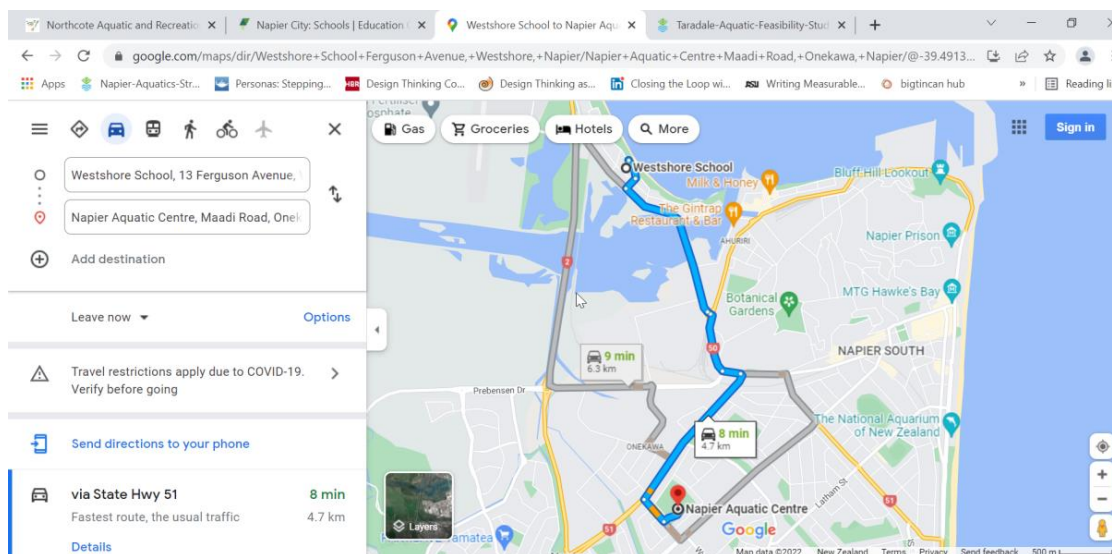 Northcote Aquatic and Recreatio
Napier City: Schools | Education
Westshore School to Napier Aqu
Taradale-Aquatic-Feasibility-Stud
google.com/maps/dir/Westshore+School+Ferguson+Avenue,+Westshore,+Napier/Napier+Aquatic+Centre+Maadi+Road,+Onekawa,+Napier/@-39.4913...
Apps
Napier-Aquatics-Str...
Personas: Stepping...
HBR
Design Thinking Co...
Design Thinking as...
Closing the Loop wi...
ASU
Writing Measurable...
bigtincan hub
»
Reading li
Westshore School, 13 Ferguson Avenue,
Napier Aquatic Centre, Maadi Road, Onek
Add destination
Leave now
Options
Travel restrictions apply due to COVID-19.
Verify before going
Send directions to your phone
via State Hwy 51
8 min
Fastest route, the usual traffic
4.7 km
Details
Gas
Groceries
Hotels
More
Sign in
Westshore School
Milk & Honey
Bluff Hill Lookout
The Gintrap
Restaurant & Bar
AHURIRI
Napier Prison
2
Botanical
Gardens
MTG Hawke's Bay
50
NAPIER SOUTH
9 min
6.3 km
Prebensen Dr
The National Aquarium
of New Zealand
8 min
4.7 km
ONEKAWA
Latham St
51
Napier Aquatic Centre
51
Layers
Google
Map data ©2022
New Zealand
Terms
Privacy
Send feedback
500 m